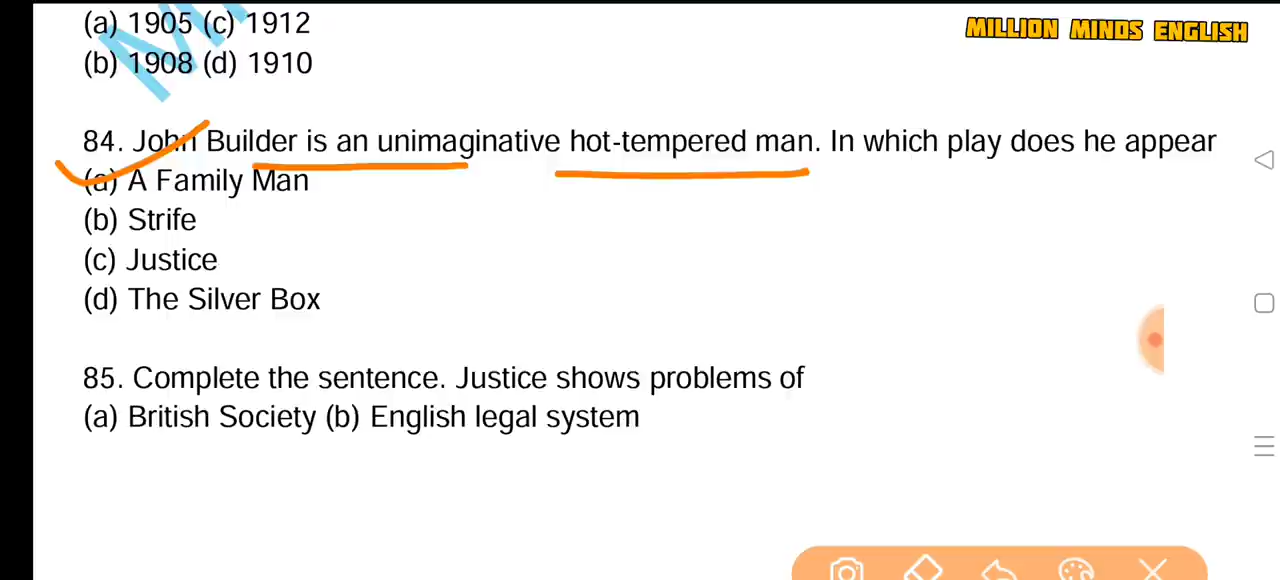 (a) 1905 (c) 1912
MILLION MINDS ENGLISH
(b) 1908 (d) 1910
84. John Builder is an unimaginative hot-tempered man. In which play does he appear
(a) A Family Man
(b) Strife
(c) Justice
(d) The Silver Box
85. Complete the sentence. Justice shows problems of
(a) British Society (b) English legal system